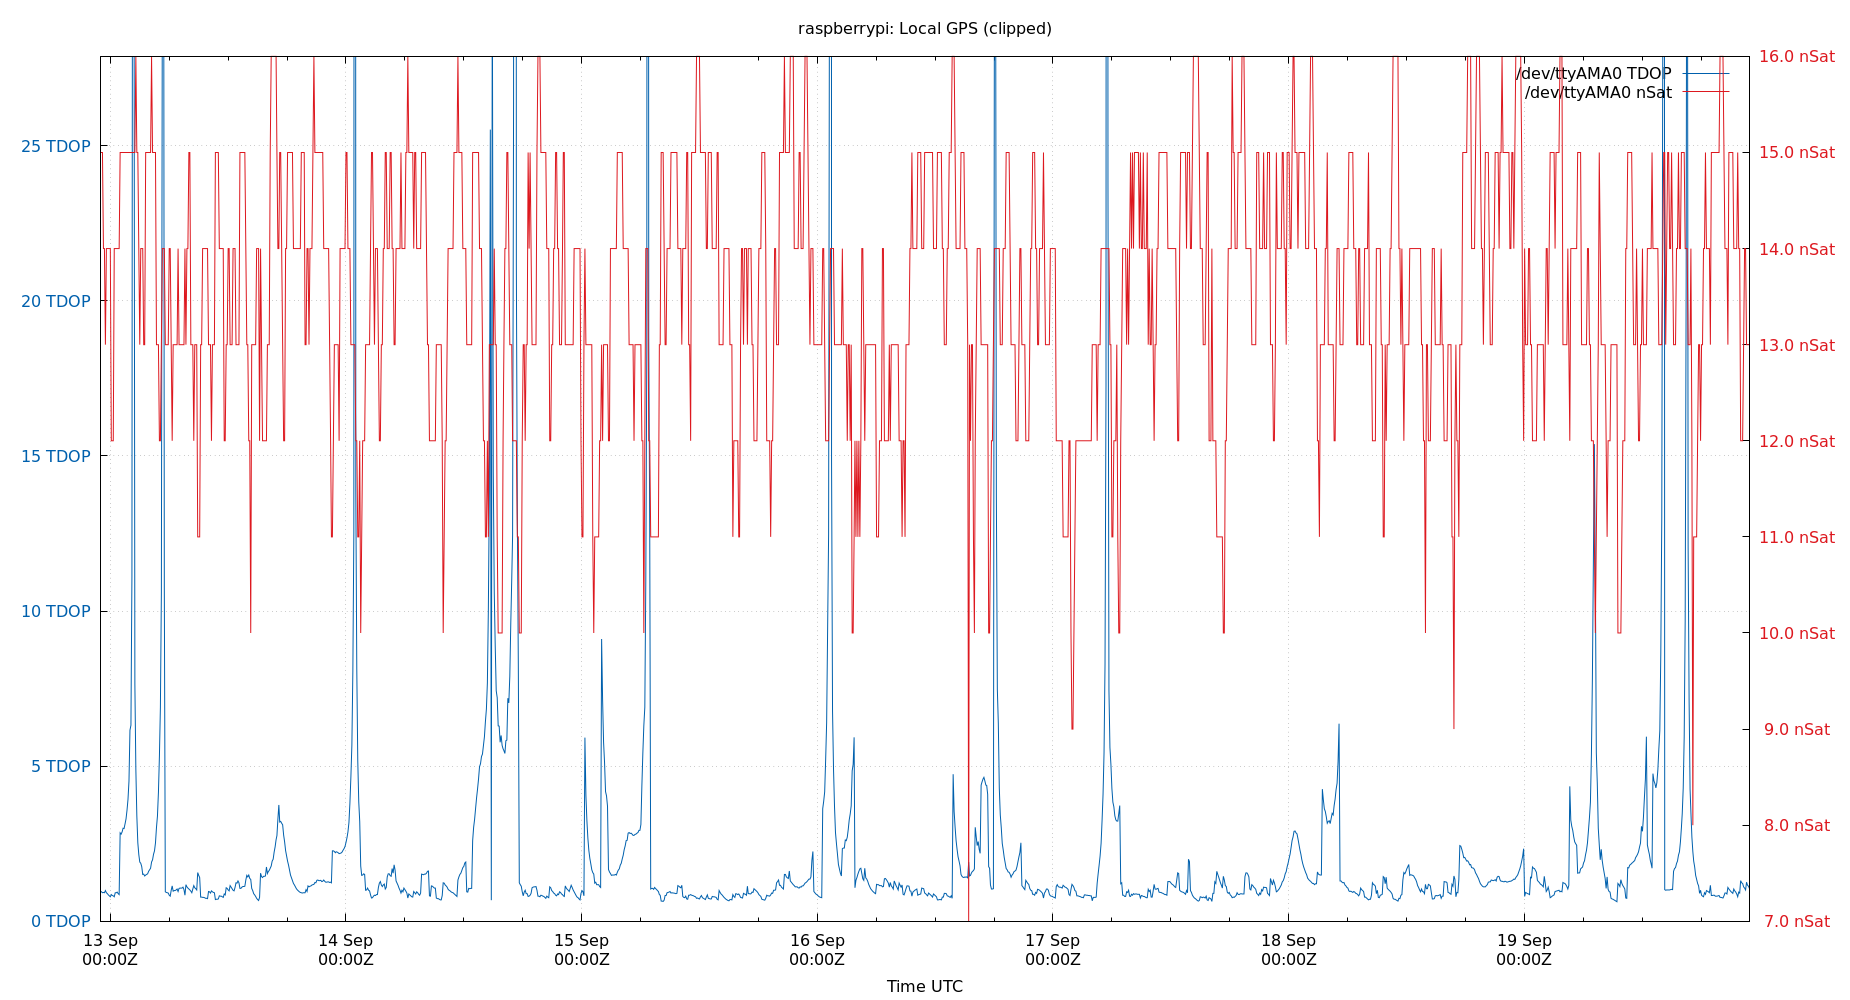 raspberrypi: Local GPS (clipped)
16.0 nSat
/dev/ttyAMA0 TDOP
/dev/ttyAMA0 nSat
25 TDOP
15.0 nSat
14.0 nSat
20 TDOP
13.0 nSat
12.0 nSat
15 TDOP
11.0 nSat
10 TDOP
10.0 nSat
9.0 nSat
5 TDOP
8.0 nSat
0 TDOP
7.0 nSat
13 Sep 14 Sep 15 Sep 16 Sep 17 Sep 18 Sep 19 Sep
00:00Z 00:00Z 00:00Z 00:00Z 00:00Z 00:00Z 00:00Z
Time UTC